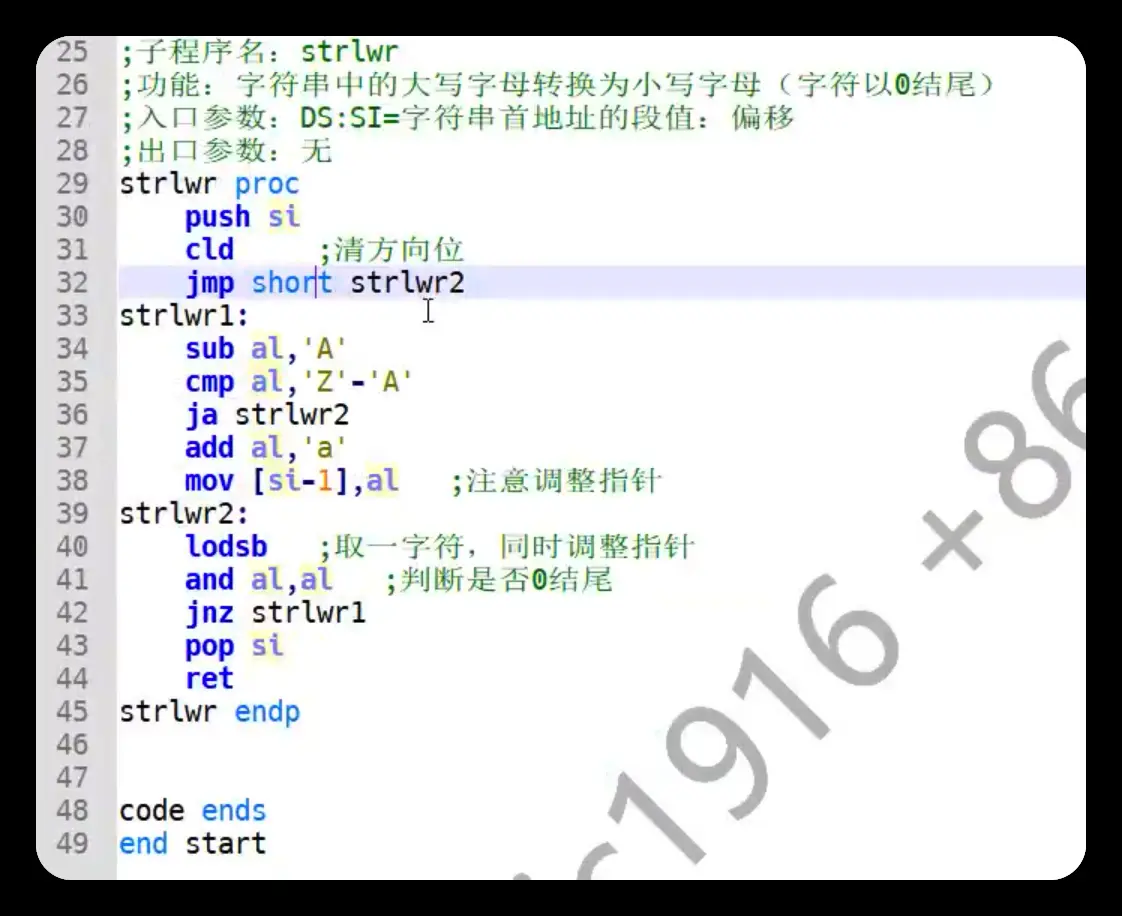 25 ;子程序名：strlwr
26 ;功能：字符串中的大写字母转换为小写字母（字符以0结尾）
27 ;入口参数：DS:SI=字符串首地址的段值：偏移
28 ;出口参数：无
29 strlwr proc
30     push si
31     cld     ;清方向位
32     jmp short strlwr2
33 strlwr1:
34     sub al,'A'
35     cmp al,'Z'-'A'
36     ja strlwr2
37     add al,'a'
38     mov [si-1],al   ;注意调整指针
39 strlwr2:
40     lodsb   ;取一字符，同时调整指针
41     and al,al   ;判断是否0结尾
42     jnz strlwr1
43     pop si
44     ret
45 strlwr endp
46
47
48 code ends
49 end start
1916 +86